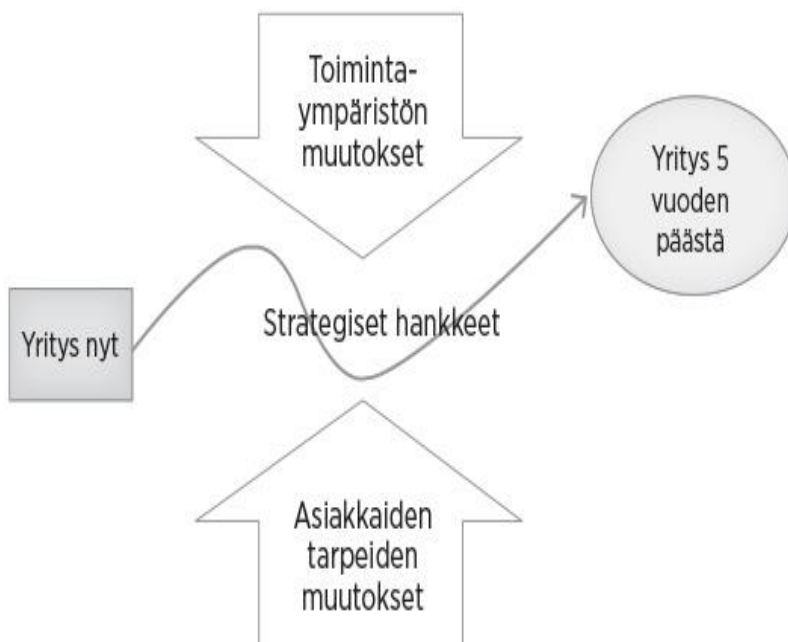 Toiminta-
ympäristön
muutokset
Yritys 5
vuoden
päästä
Strategiset hankkeet
Yritys nyt
Asiakkaiden
tarpeiden
muutokset